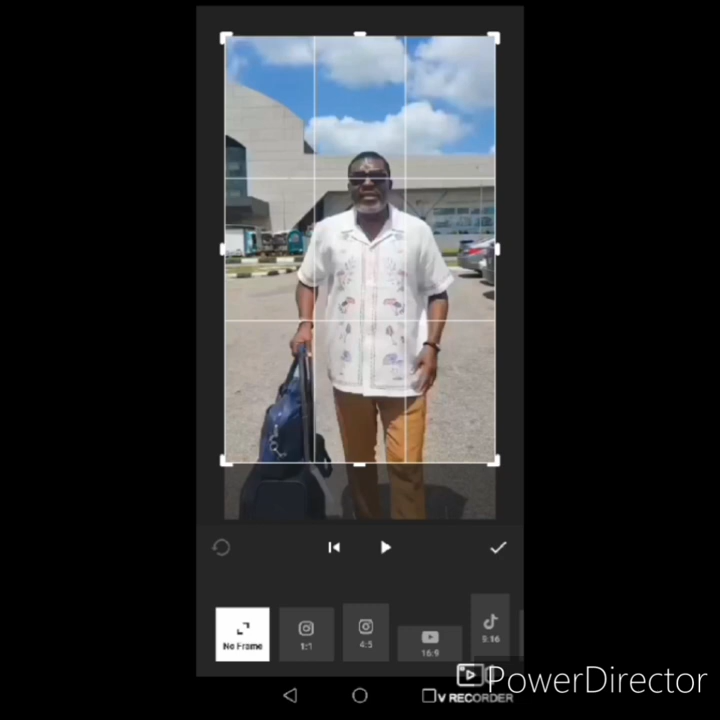 No Frame
1:1
4:5
16:9
9:16
V RECORDER
PowerDirector